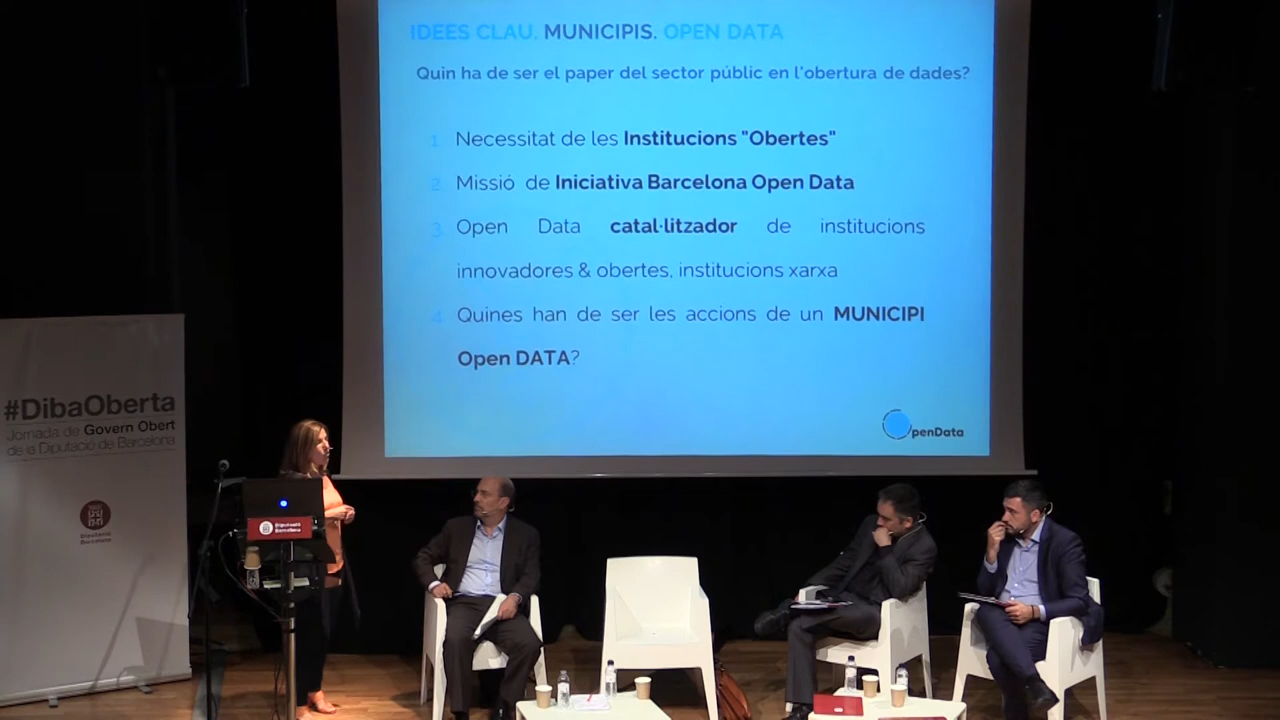 IDEES CLAU. MUNICIPIS. OPEN DATA
Quin ha de ser el paper del sector públic en l'obertura de dades?
1. Necessitat de les Institucions "Obertes"
2. Missió de Iniciativa Barcelona Open Data
3. Open Data catal·litzador de institucions
innovadores & obertes, institucions xarxa
4. Quines han de ser les accions de un MUNICIPI
Open DATA?
penData
#DibaOberta
Jornada de Govern Obert
de la Diputació de Barcelona
Diputació
Barcelona
Diputació
Barcelona